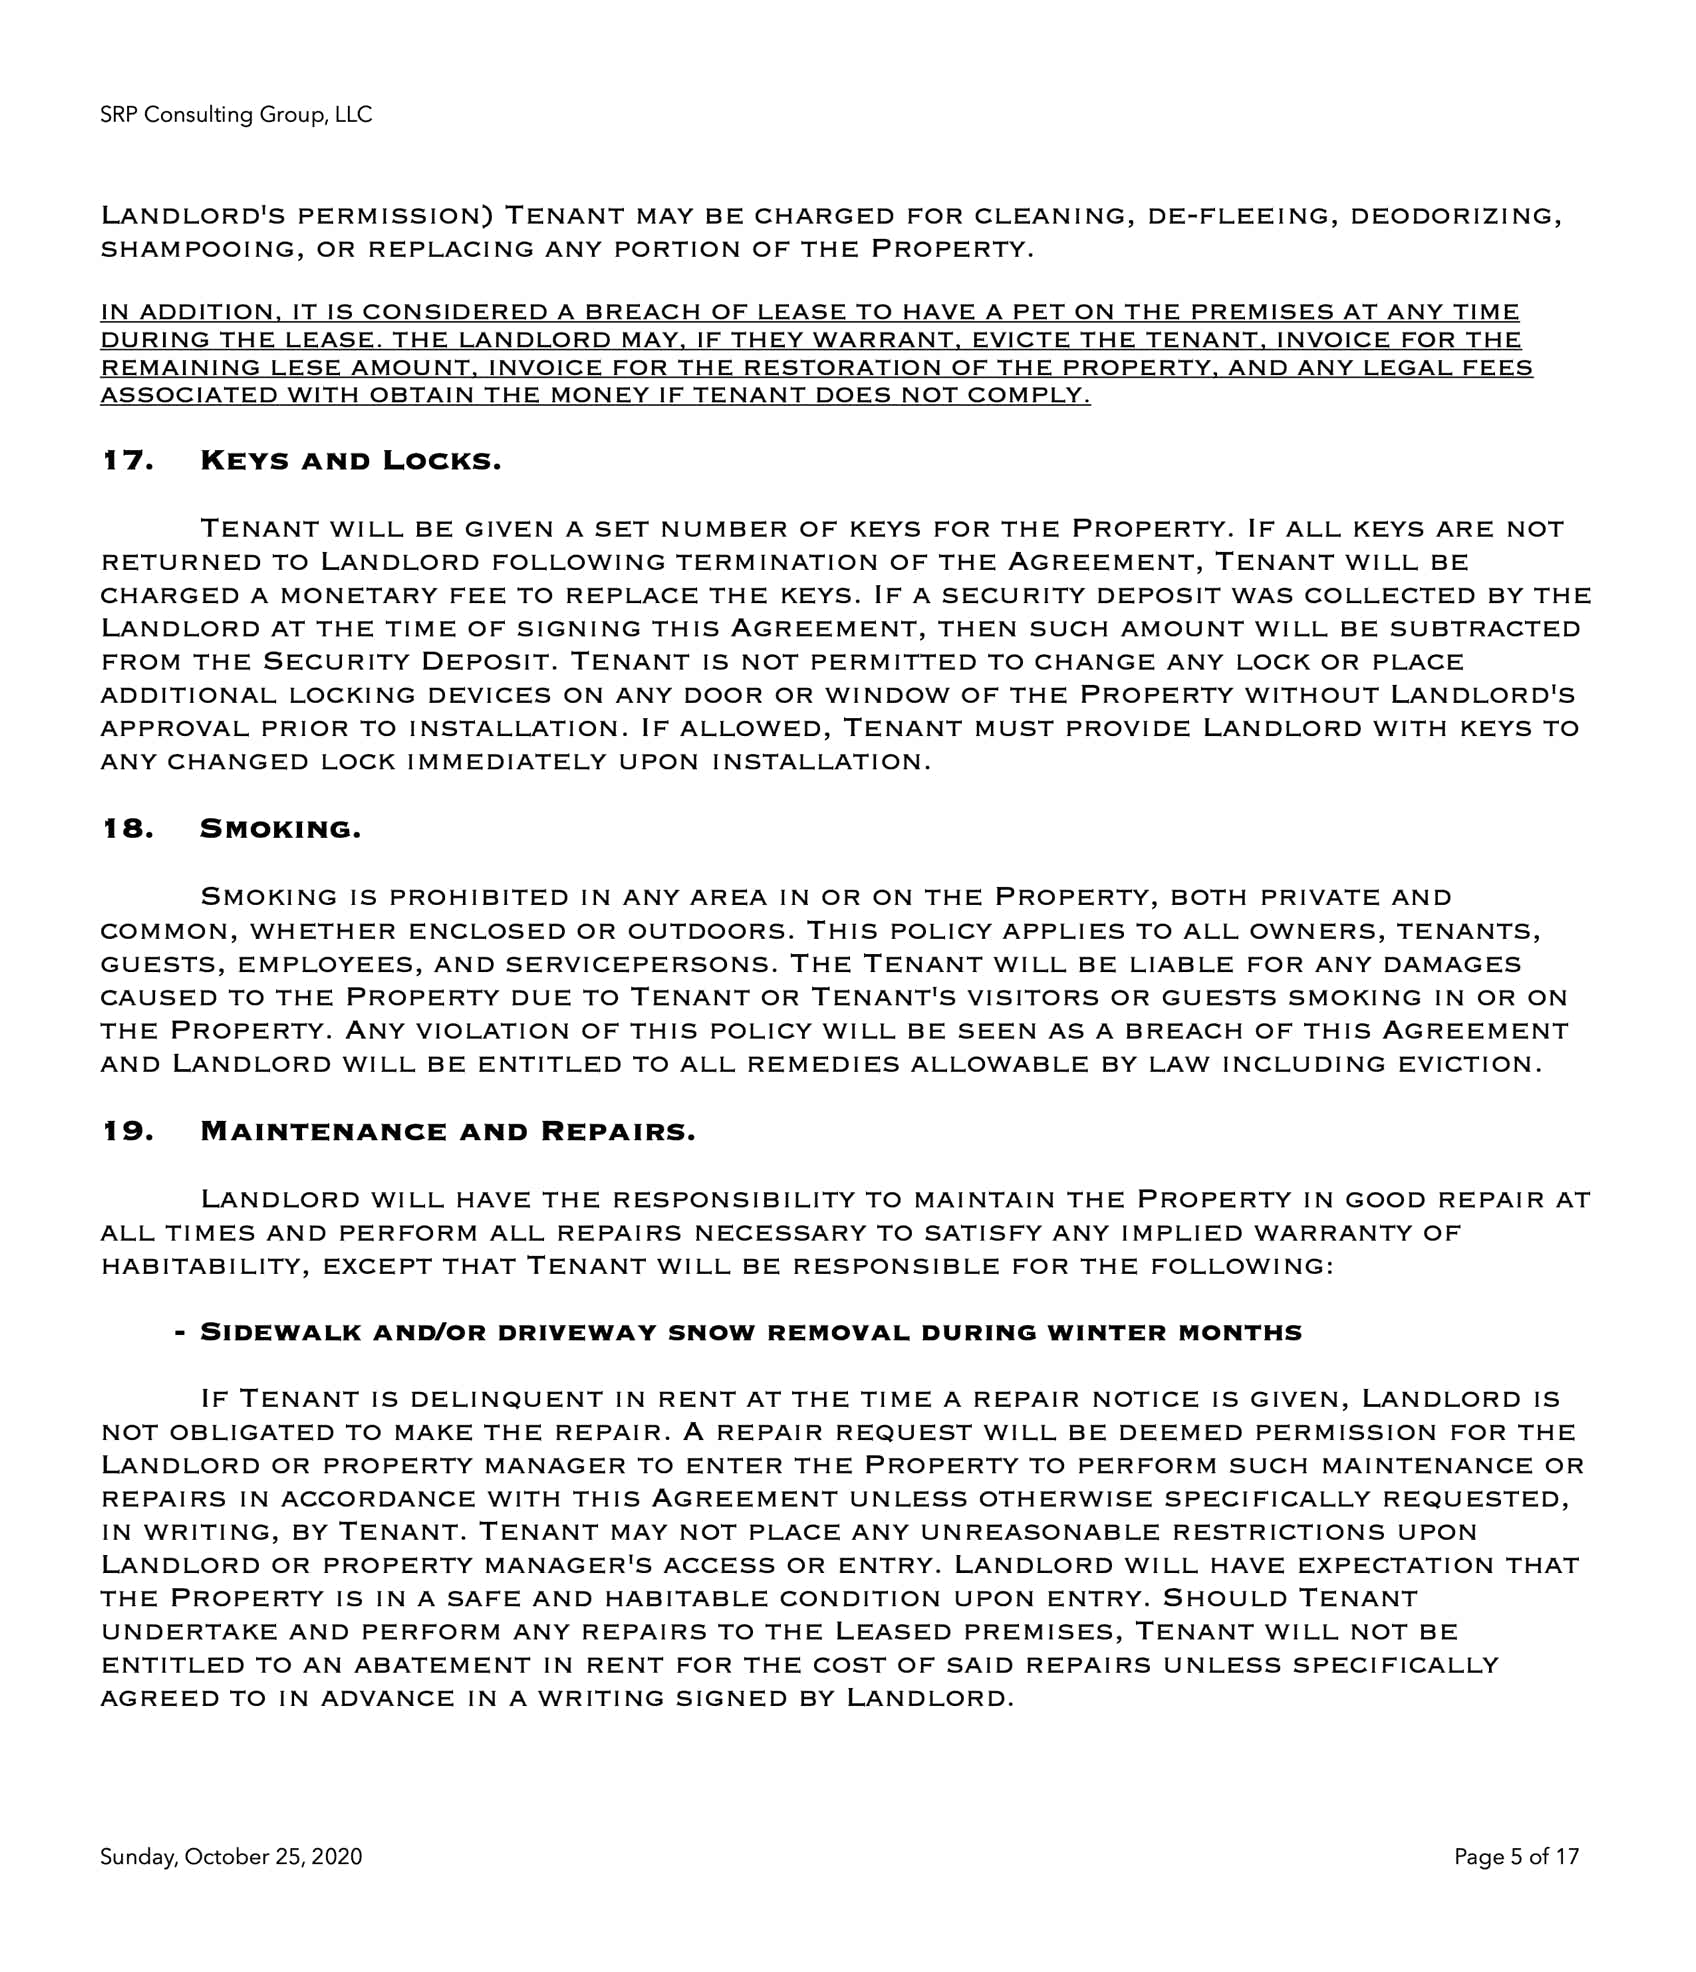 SRP Consulting Group, LLC
Landlord's permission) Tenant may be charged for cleaning, de-fleeing, deodorizing,
shampooing, or replacing any portion of the Property.
IN ADDITION, IT IS CONSIDERED A BREACH OF LEASE TO HAVE A PET ON THE PREMISES AT ANY TIME
DURING THE LEASE. THE LANDLORD MAY, IF THEY WARRANT, EVICTE THE TENANT, INVOICE FOR THE
REMAINING LESE AMOUNT, INVOICE FOR THE RESTORATION OF THE PROPERTY, AND ANY LEGAL FEES
ASSOCIATED WITH OBTAIN THE MONEY IF TENANT DOES NOT COMPLY.
17. Keys and Locks.
Tenant will be given a set number of keys for the Property. If all keys are not
returned to Landlord following termination of the Agreement, Tenant will be
charged a monetary fee to replace the keys. If a security deposit was collected by the
Landlord at the time of signing this Agreement, then such amount will be subtracted
from the Security Deposit. Tenant is not permitted to change any lock or place
additional locking devices on any door or window of the Property without Landlord's
approval prior to installation. If allowed, Tenant must provide Landlord with keys to
any changed lock immediately upon installation.
18. Smoking.
Smoking is prohibited in any area in or on the Property, both private and
common, whether enclosed or outdoors. This policy applies to all owners, tenants,
guests, employees, and servicepersons. The Tenant will be liable for any damages
caused to the Property due to Tenant or Tenant's visitors or guests smoking in or on
the Property. Any violation of this policy will be seen as a breach of this Agreement
and Landlord will be entitled to all remedies allowable by law including eviction.
19. Maintenance and Repairs.
Landlord will have the responsibility to maintain the Property in good repair at
all times and perform all repairs necessary to satisfy any implied warranty of
habitability, except that Tenant will be responsible for the following:
- Sidewalk and/or driveway snow removal during winter months
If Tenant is delinquent in rent at the time a repair notice is given, Landlord is
not obligated to make the repair. A repair request will be deemed permission for the
Landlord or property manager to enter the Property to perform such maintenance or
repairs in accordance with this Agreement unless otherwise specifically requested,
in writing, by Tenant. Tenant may not place any unreasonable restrictions upon
Landlord or property manager's access or entry. Landlord will have expectation that
the Property is in a safe and habitable condition upon entry. Should Tenant
undertake and perform any repairs to the Leased premises, Tenant will not be
entitled to an abatement in rent for the cost of said repairs unless specifically
agreed to in advance in a writing signed by Landlord.
Sunday, October 25, 2020
Page 5 of 17